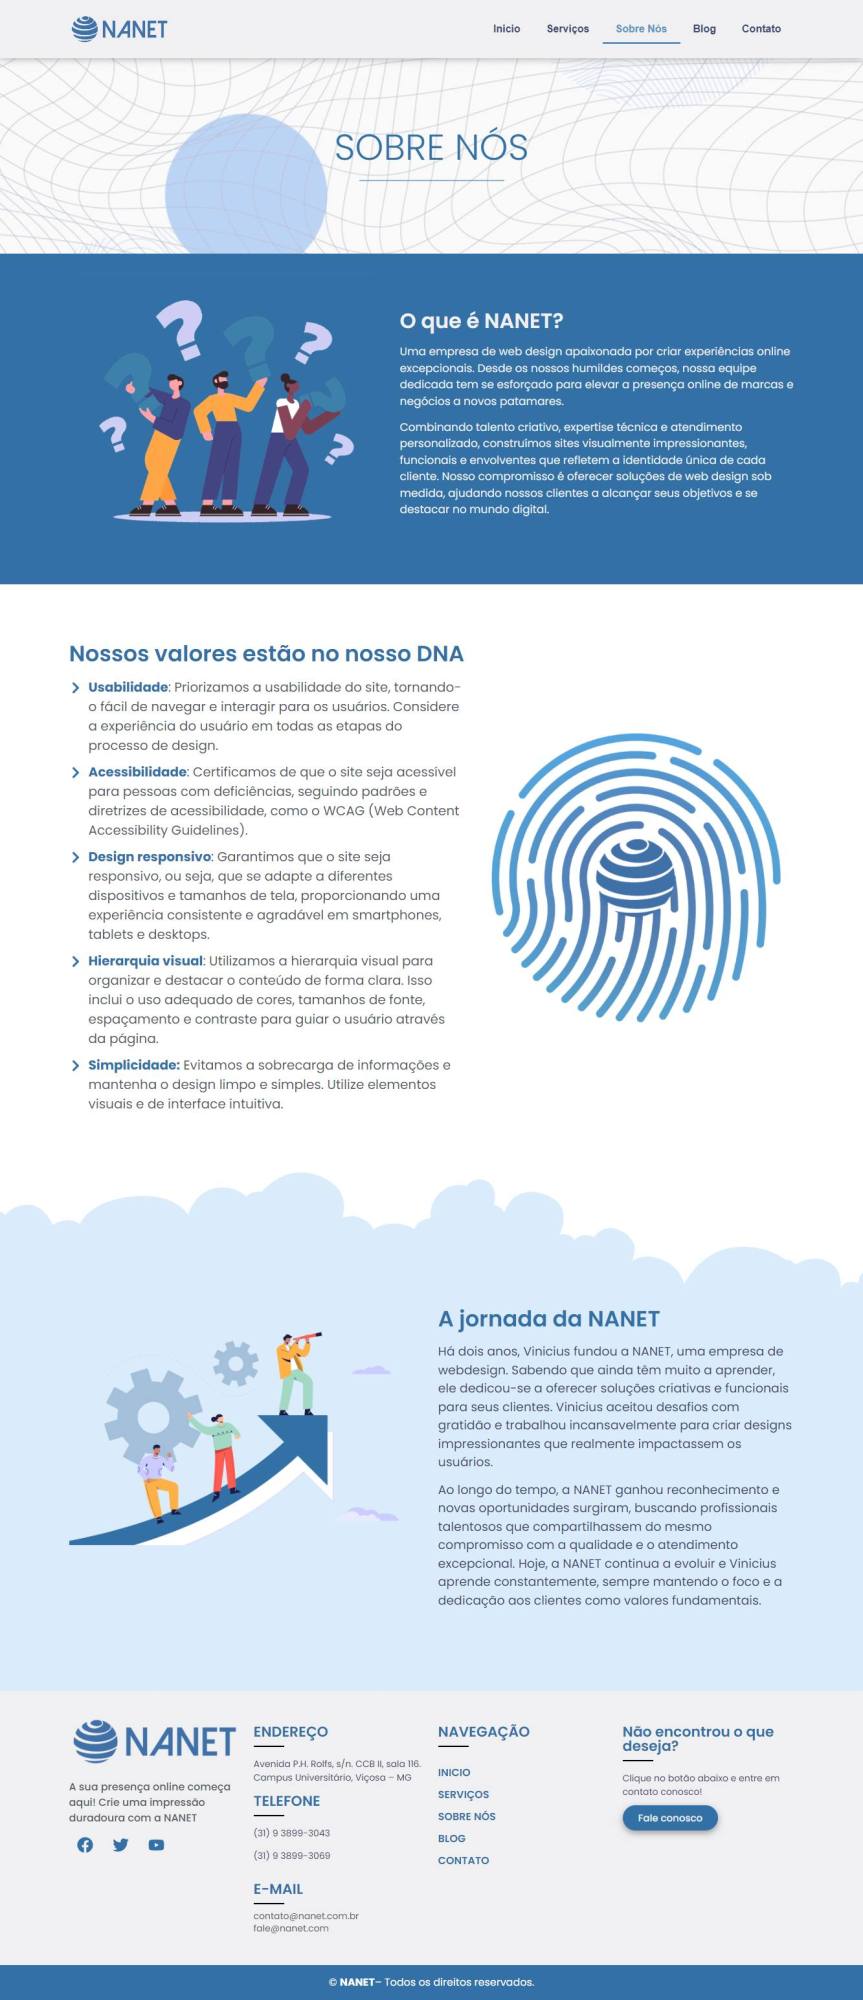 NANET
Inicio
Serviços
Sobre Nós
Blog
Contato
SOBRE NÓS
O que é NANET?
Uma empresa de web design apaixonada por criar experiências online
excepcionais. Desde os nossos humildes começos, nossa equipe
dedicada tem se esforçado para elevar a presença online de marcas e
negócios a novos patamares.
Combinando talento criativo, expertise técnica e atendimento
personalizado, construímos sites visualmente impressionantes,
funcionais e envolventes que refletem a identidade única de cada
cliente. Nosso compromisso é oferecer soluções de web design sob
medida, ajudando nossos clientes a alcançar seus objetivos e se
destacar no mundo digital.
Nossos valores estão no nosso DNA
Usabilidade: Priorizamos a usabilidade do site, tornando-
o fácil de navegar e interagir para os usuários. Considere
a experiência do usuário em todas as etapas do
processo de design.
Acessibilidade: Certificamos de que o site seja acessível
para pessoas com deficiências, seguindo padrões e
diretrizes de acessibilidade, como o WCAG (Web Content
Accessibility Guidelines).
Design responsivo: Garantimos que o site seja
responsivo, ou seja, que se adapte a diferentes
dispositivos e tamanhos de tela, proporcionando uma
experiência consistente e agradável em smartphones,
tablets e desktops.
Hierarquia visual: Utilizamos a hierarquia visual para
organizar e destacar o conteúdo de forma clara. Isso
inclui o uso adequado de cores, tamanhos de fonte,
espaçamento e contraste para guiar o usuário através
da página.
Simplicidade: Evitamos a sobrecarga de informações e
mantenha o design limpo e simples. Utilize elementos
visuais e de interface intuitiva.
A jornada da NANET
Há dois anos, Vinicius fundou a NANET, uma empresa de
webdesign. Sabendo que ainda têm muito a aprender,
ele dedicou-se a oferecer soluções criativas e funcionais
para seus clientes. Vinicius aceitou desafios com
gratidão e trabalhou incansavelmente para criar designs
impressionantes que realmente impactassem os
usuários.
Ao longo do tempo, a NANET ganhou reconhecimento e
novas oportunidades surgiram, buscando profissionais
talentosos que compartilhassem do mesmo
compromisso com a qualidade e o atendimento
excepcional. Hoje, a NANET continua a evoluir e Vinicius
aprende constantemente, sempre mantendo o foco e a
dedicação aos clientes como valores fundamentais.
NANET
A sua presença online começa
aqui! Crie uma impressão
duradoura com a NANET
ENDEREÇO
Avenida P.H. Rolfs, s/n. CCB II, sala 116.
Campus Universitário, Viçosa – MG
TELEFONE
(31) 9 3899-3043
(31) 9 3899-3069
E-MAIL
contato@nanet.com.br
fale@nanet.com
NAVEGAÇÃO
INICIO
SERVIÇOS
SOBRE NÓS
BLOG
CONTATO
Não encontrou o que
deseja?
Clique no botão abaixo e entre em
contato conosco!
Fale conosco
© NANET– Todos os direitos reservados.